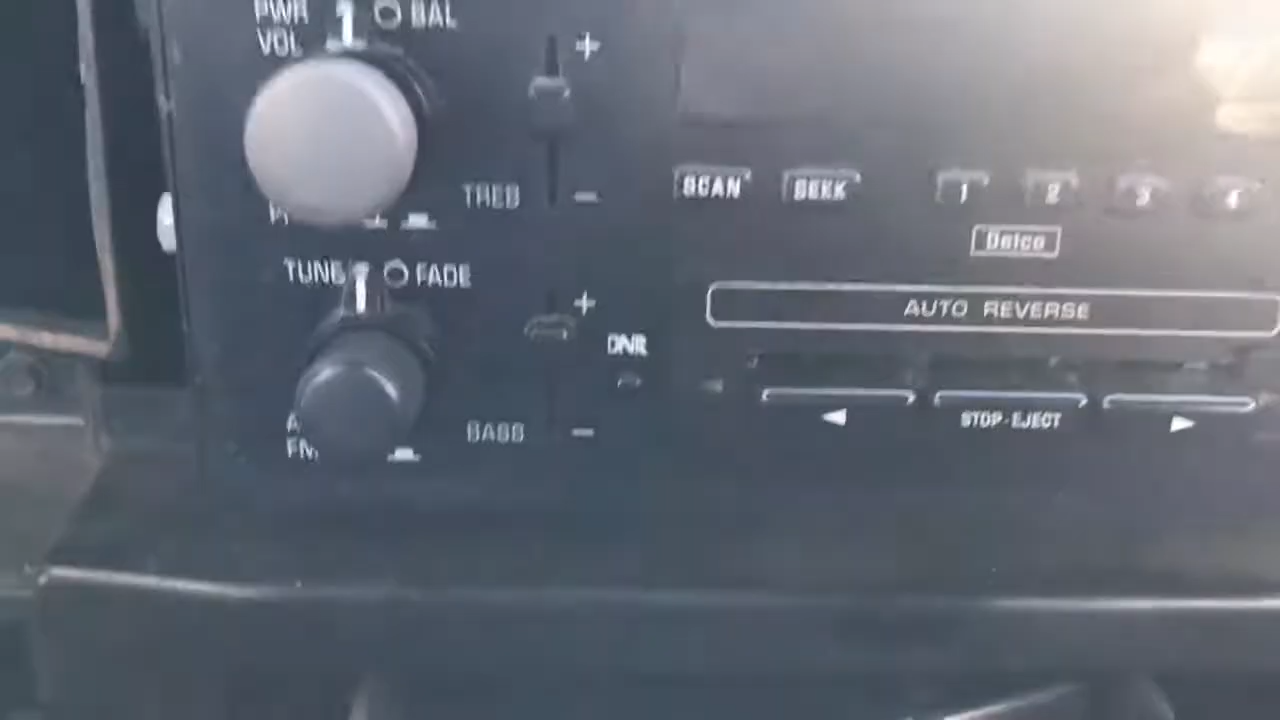 PWR BAL
VOL
+
TREB
-
SCAN SEEK 1 2 3 4
Delco
TUNE FADE
+
AUTO REVERSE
DNR
STOP-EJECT
BASS
-
FM